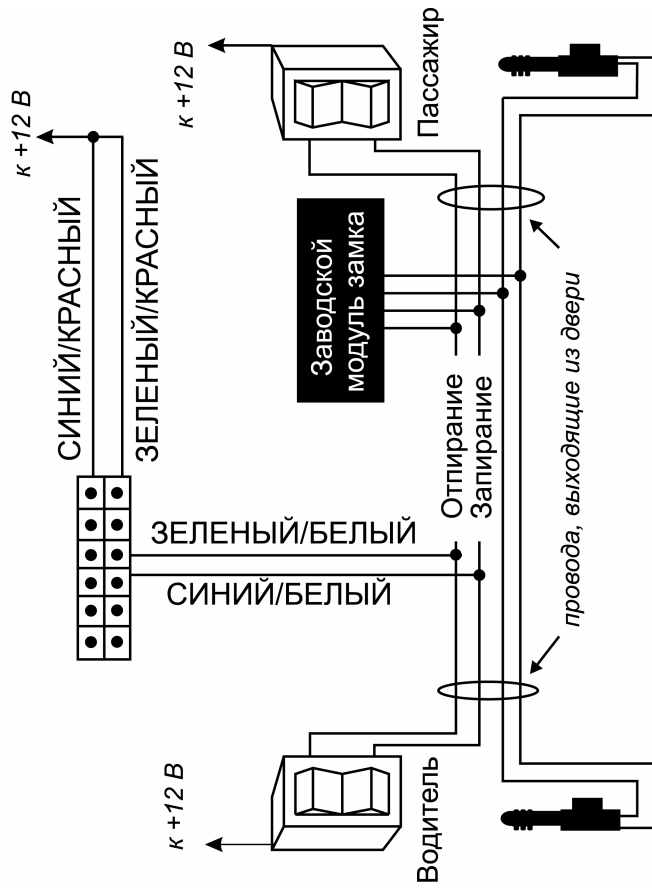 к +12 В
СИНИЙ/КРАСНЫЙ
ЗЕЛЕНЫЙ/КРАСНЫЙ
ЗЕЛЕНЫЙ/БЕЛЫЙ
СИНИЙ/БЕЛЫЙ
к +12 В
Водитель
к +12 В
Пассажир
Заводской
модуль замка
Отпирание
Запирание
провода, выходящие из двери